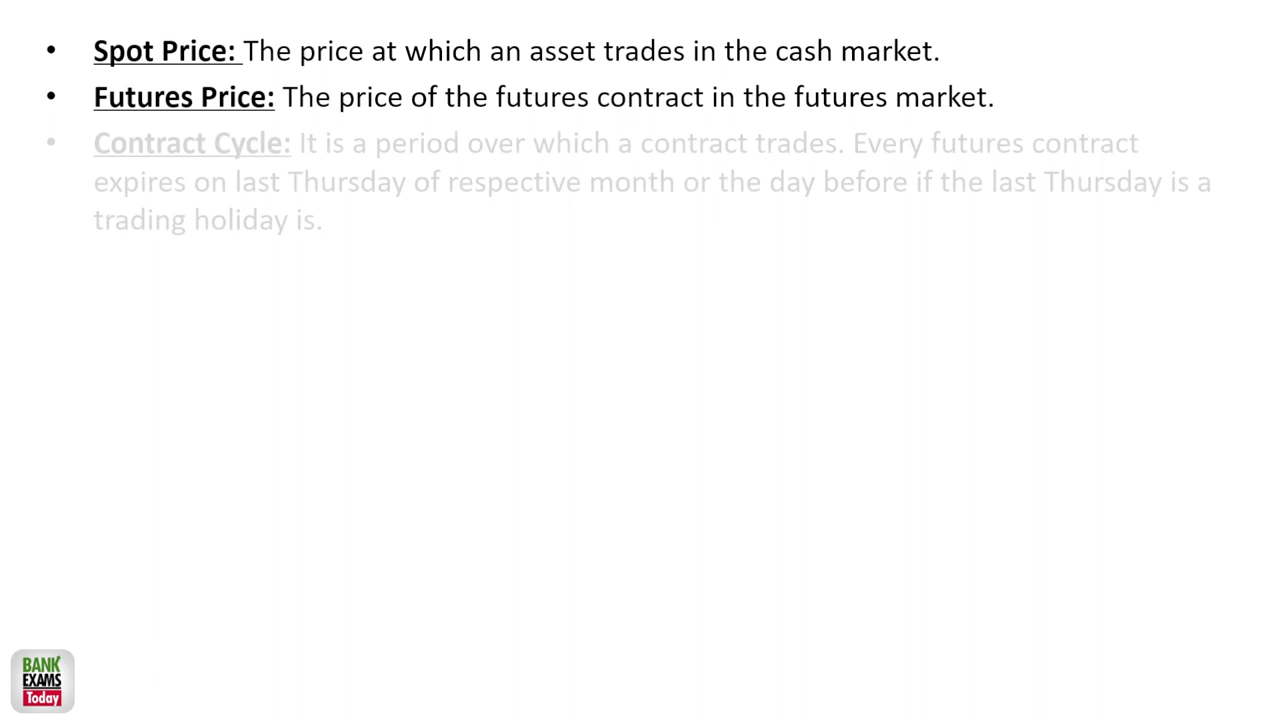 • Spot Price: The price at which an asset trades in the cash market.
• Futures Price: The price of the futures contract in the futures market.
• Contract Cycle: It is a period over which a contract trades. Every futures contract
expires on last Thursday of respective month or the day before if the last Thursday is a
trading holiday is.
BANK
EXAMS
Today